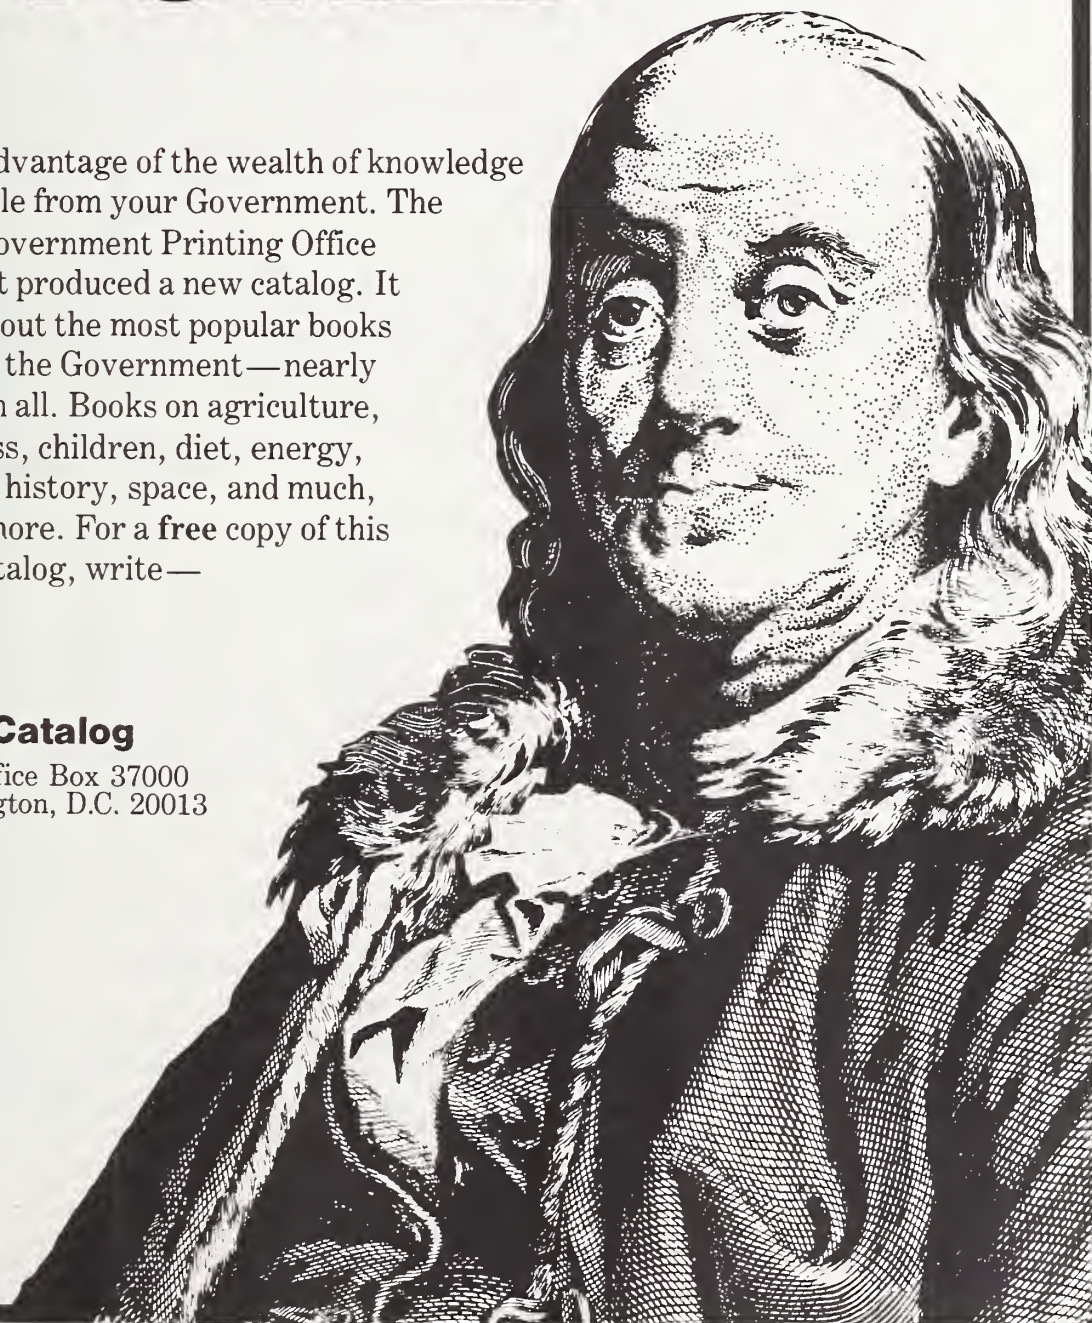 dvantage of the wealth of knowledge
le from your Government. The
overnment Printing Office
t produced a new catalog. It
out the most popular books
the Government—nearly
n all. Books on agriculture,
ss, children, diet, energy,
history, space, and much,
nore. For a free copy of this
talog, write—
Catalog
fice Box 37000
gton, D.C. 20013